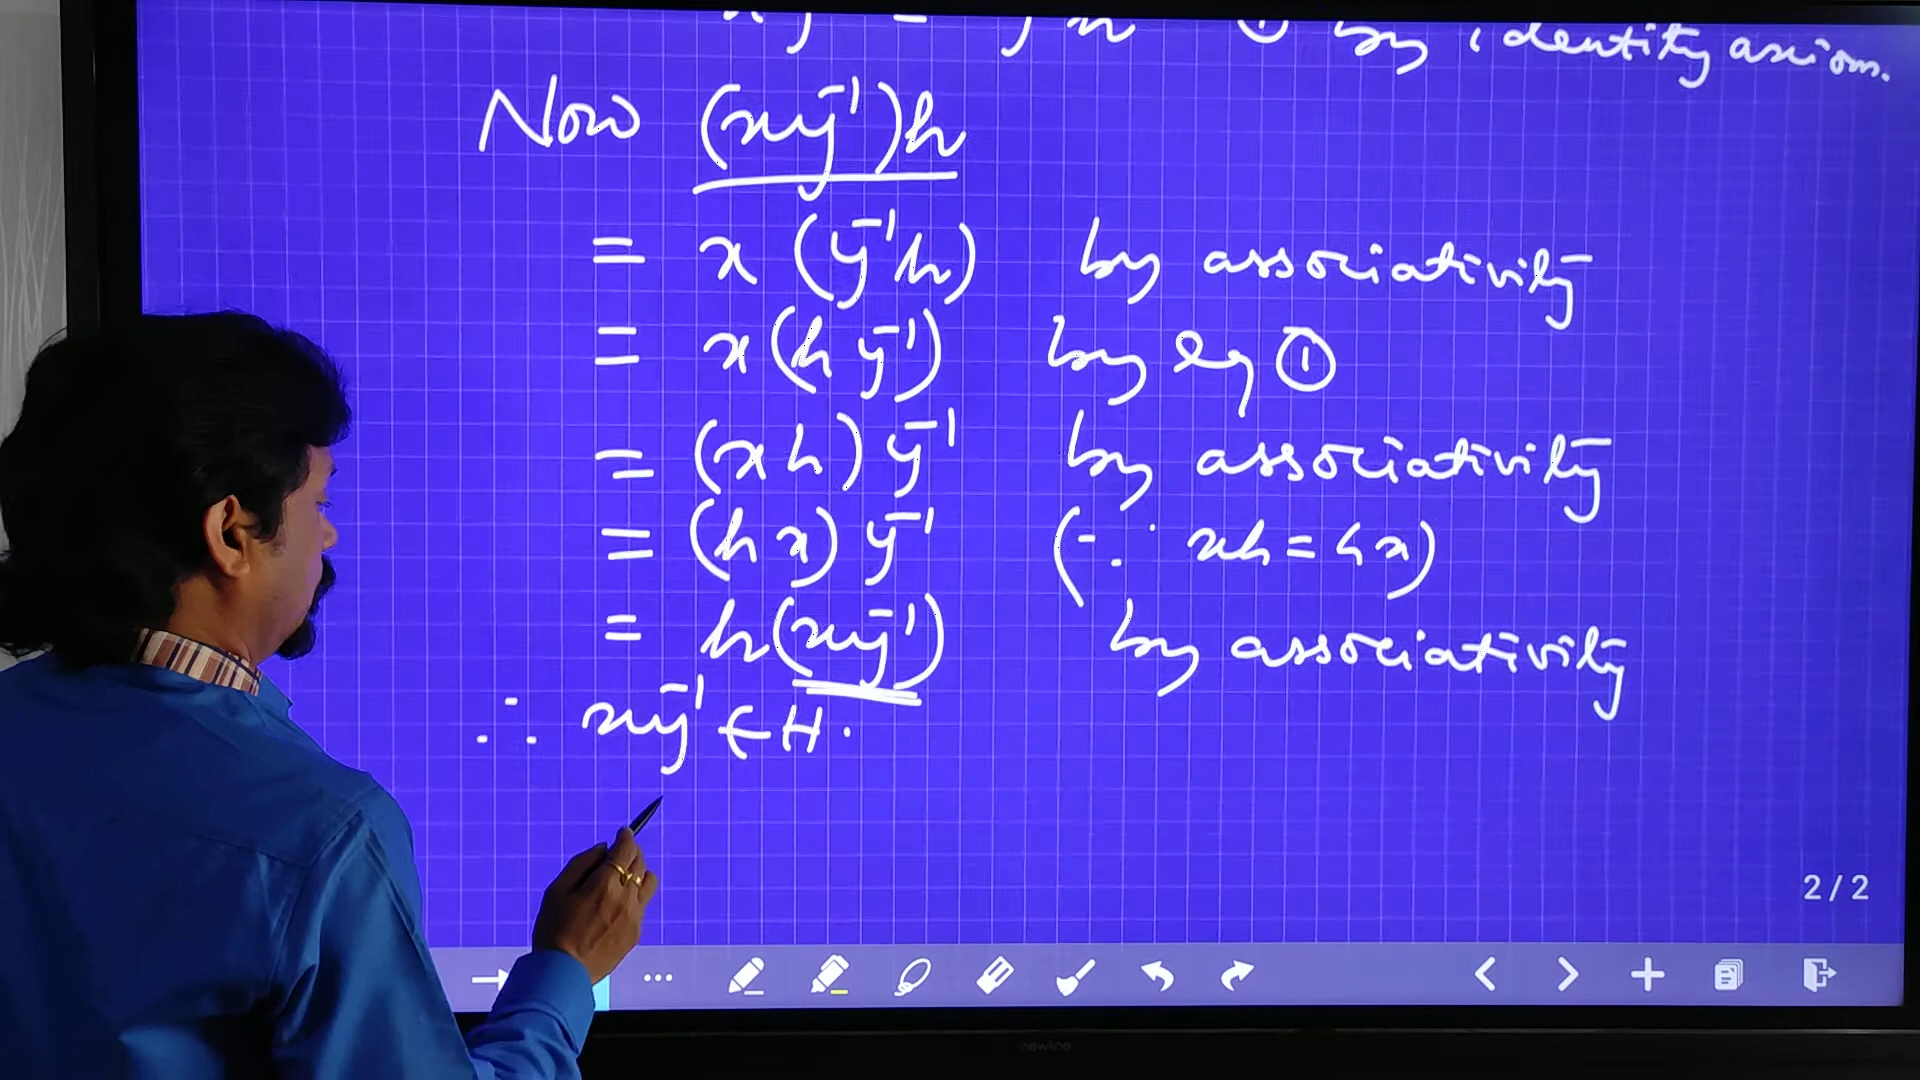 by identity axiom.
Now (xy⁻¹)h
= x (y⁻¹h) by associativity
= x(h y⁻¹) by eq ①
= (xh) y⁻¹ by associativity
= (hx) y⁻¹ (∵ xh = hx)
= h(xy⁻¹) by associativity
∴ xy⁻¹ ∈ H.
2/2
newline